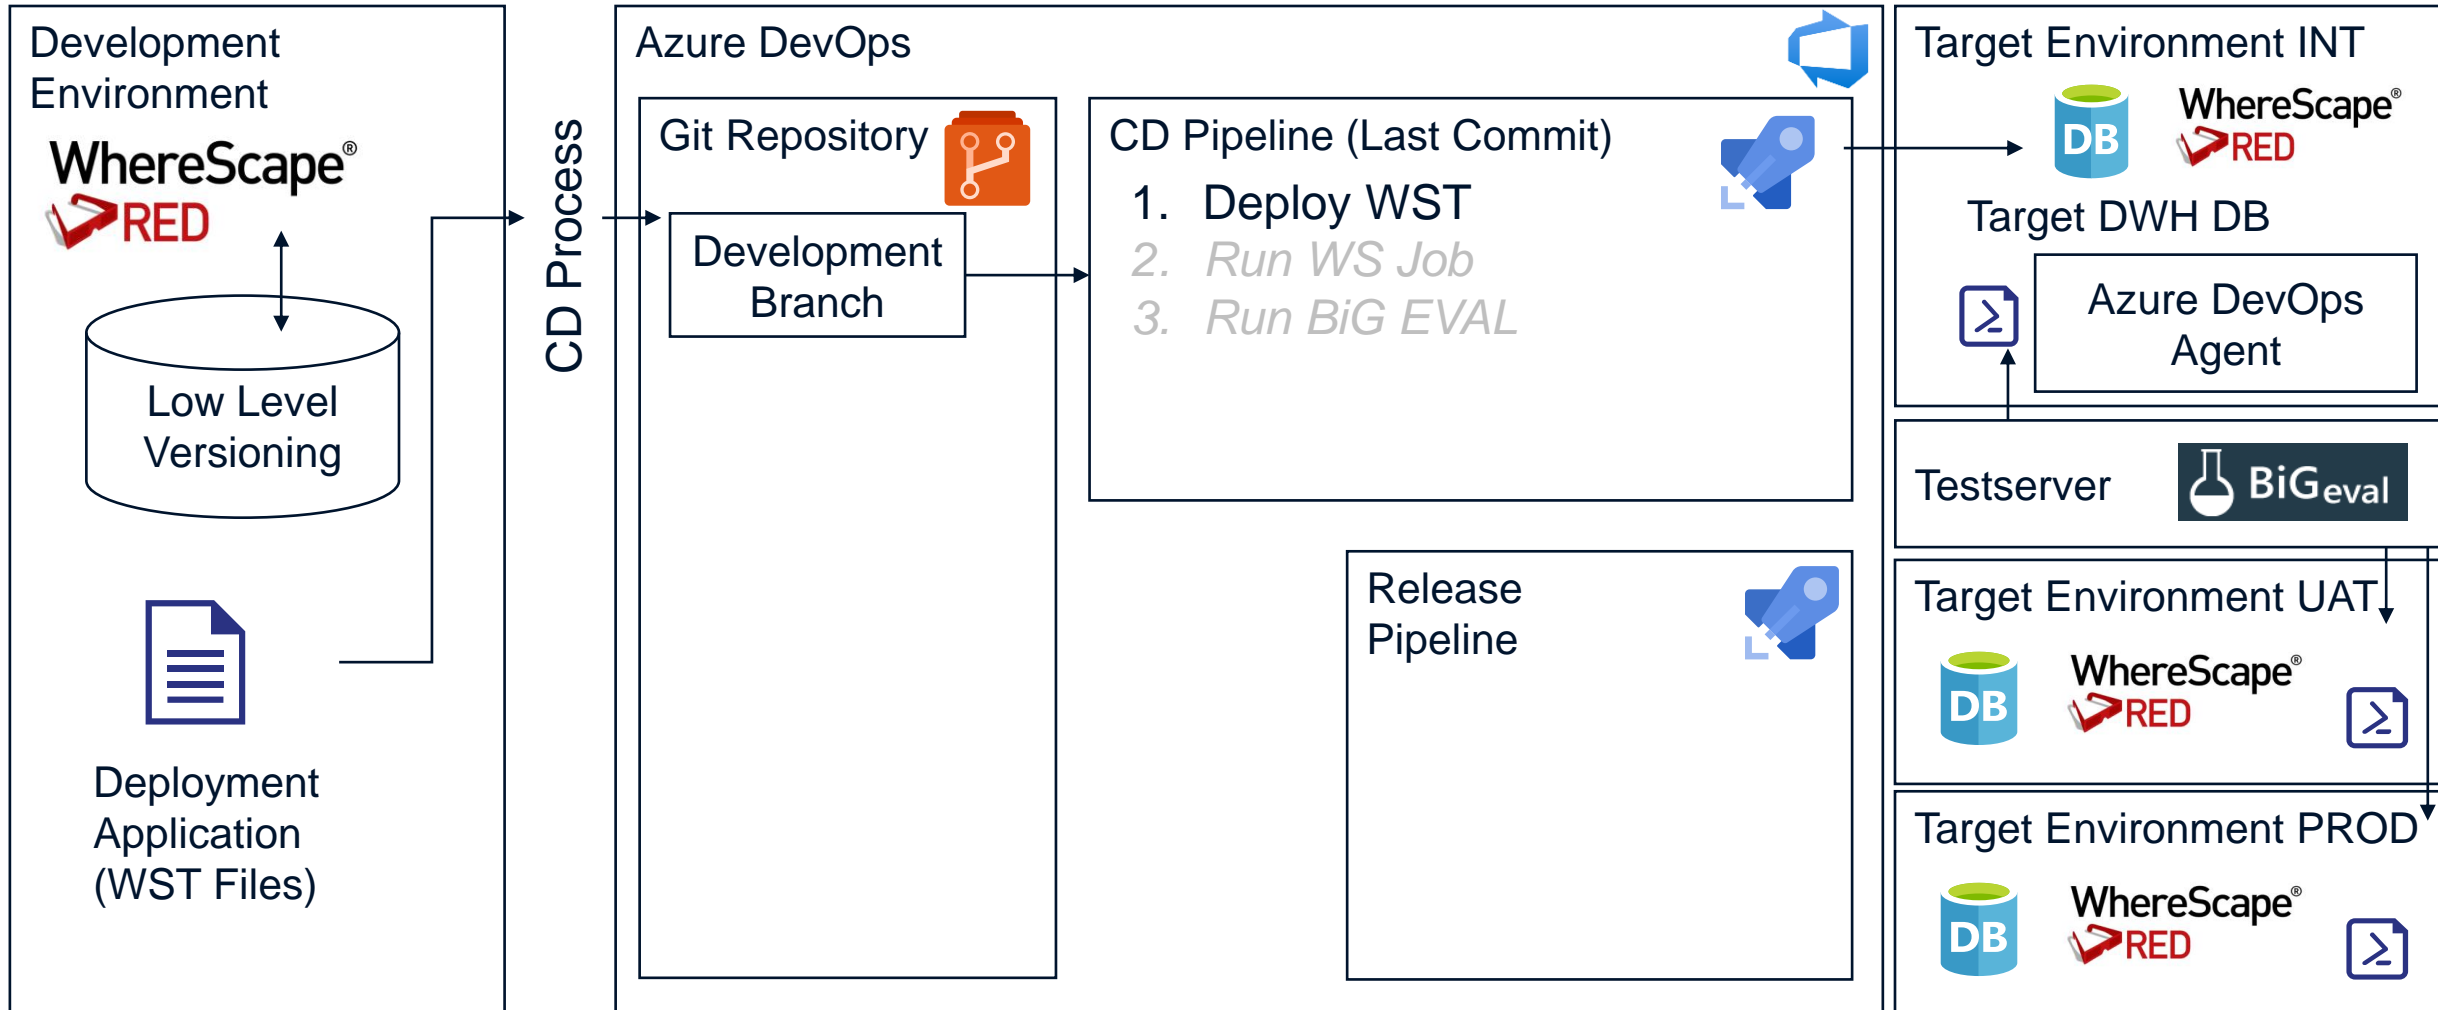 Development
Environment
WhereScape®
RED
Low Level
Versioning
Deployment
Application
(WST Files)
CD Process
Azure DevOps
Git Repository
Development
Branch
CD Pipeline (Last Commit)
1. Deploy WST
2. Run WS Job
3. Run BiG EVAL
Release
Pipeline
Target Environment INT
DB
WhereScape®
RED
Target DWH DB
Azure DevOps
Agent
Testserver
BiGeval
Target Environment UAT
DB
WhereScape®
RED
Target Environment PROD
DB
WhereScape®
RED